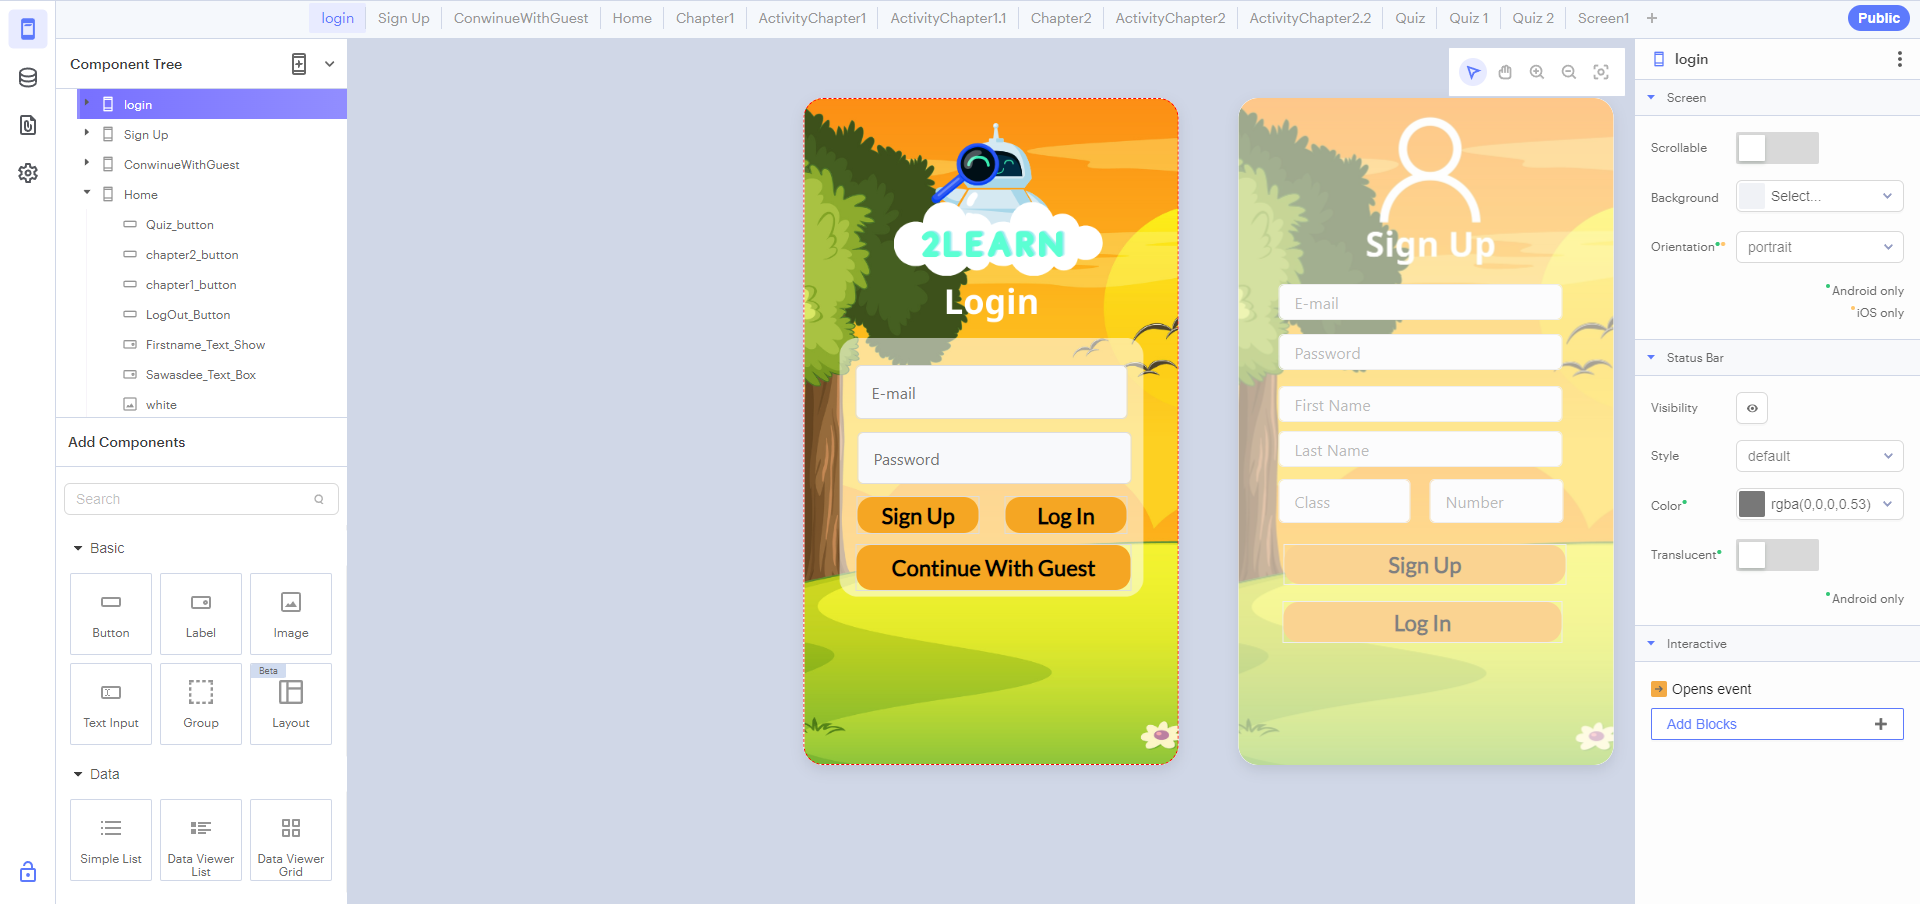 login
Sign Up
ConwinueWithGuest
Home
Chapter1
ActivityChapter1
ActivityChapter1.1
Chapter2
ActivityChapter2
ActivityChapter2.2
Quiz
Quiz 1
Quiz 2
Screen1
Public
Component Tree
login
Sign Up
ConwinueWithGuest
Home
Quiz_button
chapter2_button
chapter1_button
LogOut_Button
Firstname_Text_Show
Sawasdee_Text_Box
white
Add Components
Search
Basic
Button
Label
Image
Text Input
Group
Beta
Layout
Data
Simple List
Data Viewer
List
Data Viewer
Grid
2LEARN
Login
E-mail
Password
Sign Up
Log In
Continue With Guest
Sign Up
E-mail
Password
First Name
Last Name
Class
Number
Sign Up
Log In
login
Screen
Scrollable
Background
Select...
Orientation
portrait
Android only
iOS only
Status Bar
Visibility
Style
default
Color
rgba(0,0,0,0.53)
Translucent
Android only
Interactive
Opens event
Add Blocks